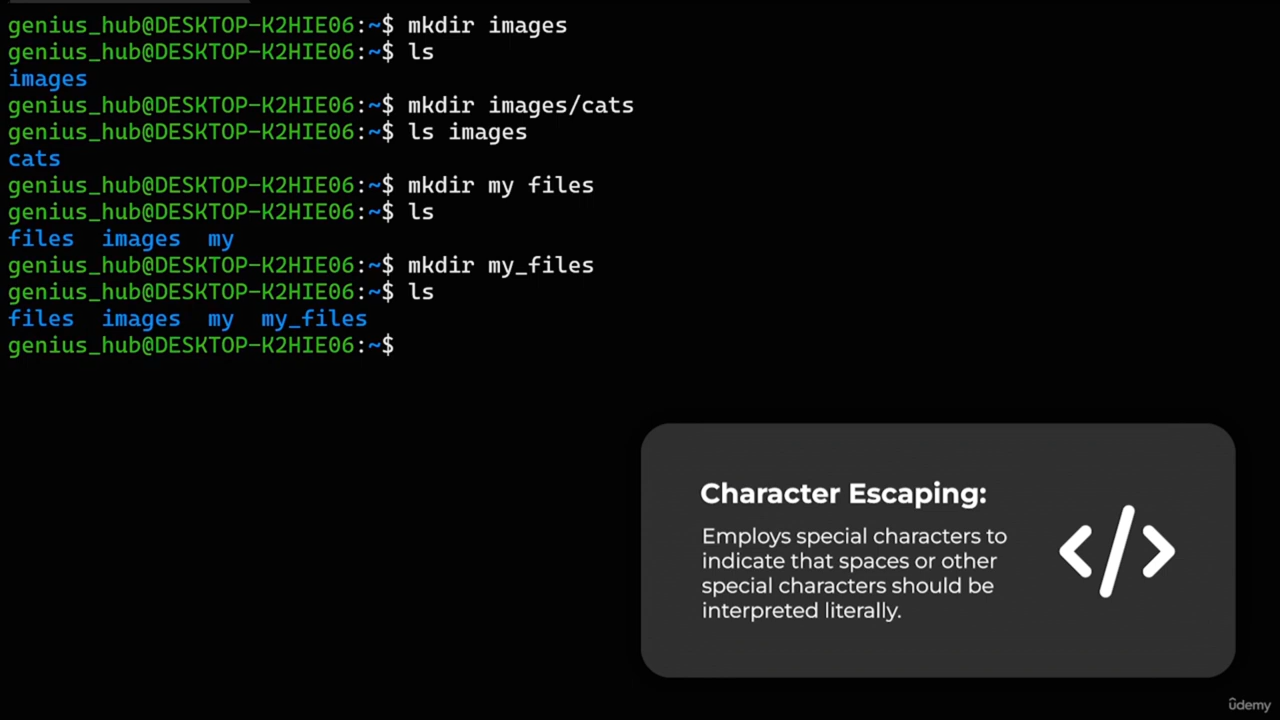 genius_hub@DESKTOP-K2HIE06:~$ mkdir images
genius_hub@DESKTOP-K2HIE06:~$ ls
images
genius_hub@DESKTOP-K2HIE06:~$ mkdir images/cats
genius_hub@DESKTOP-K2HIE06:~$ ls images
cats
genius_hub@DESKTOP-K2HIE06:~$ mkdir my files
genius_hub@DESKTOP-K2HIE06:~$ ls
files  images  my
genius_hub@DESKTOP-K2HIE06:~$ mkdir my_files
genius_hub@DESKTOP-K2HIE06:~$ ls
files  images  my  my_files
genius_hub@DESKTOP-K2HIE06:~$
Character Escaping:
Employs special characters to
indicate that spaces or other
special characters should be
interpreted literally.
</>
ûdemy